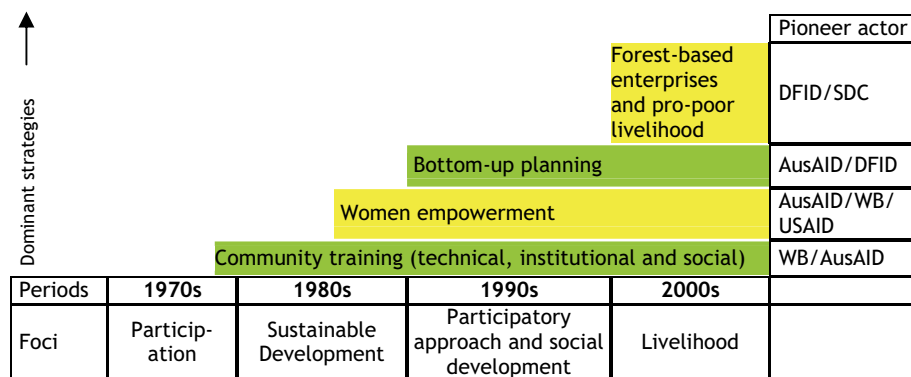 Pioneer actor
Forest-based
enterprises
and pro-poor
livelihood
DFID/SDC
Bottom-up planning
AusAID/DFID
Women empowerment
AusAID/WB/
USAID
Community training (technical, institutional and social)
WB/AusAID
Dominant strategies
Periods
1970s
1980s
1990s
2000s
Foci
Particip-
ation
Sustainable
Development
Participatory
approach and social
development
Livelihood